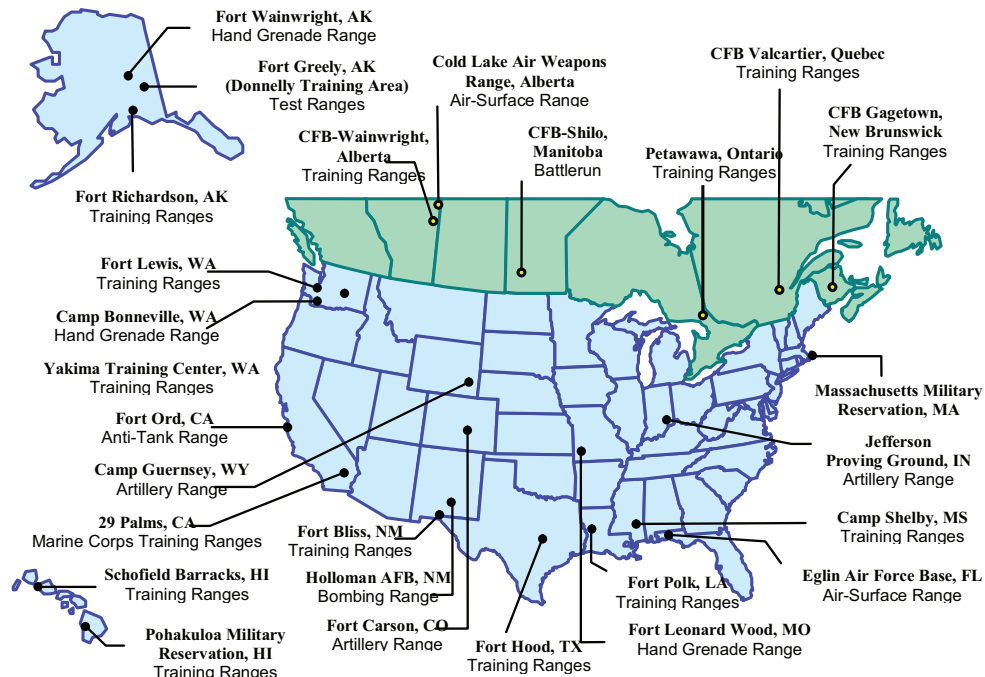 Fort Wainwright, AK
Hand Grenade Range
Fort Greely, AK
(Donnelly Training Area)
Test Ranges
Cold Lake Air Weapons
Range, Alberta
Air-Surface Range
CFB Valcartier, Quebec
Training Ranges
CFB Gagetown,
New Brunswick
Training Ranges
CFB-Wainwright,
Alberta
Training Ranges
CFB-Shilo,
Manitoba
Battlerun
Petawawa, Ontario
Training Ranges
Fort Richardson, AK
Training Ranges
Fort Lewis, WA
Training Ranges
Camp Bonneville, WA
Hand Grenade Range
Yakima Training Center, WA
Training Ranges
Fort Ord, CA
Anti-Tank Range
Camp Guernsey, WY
Artillery Range
29 Palms, CA
Marine Corps Training Ranges
Massachusetts Military
Reservation, MA
Jefferson
Proving Ground, IN
Artillery Range
Camp Shelby, MS
Training Ranges
Eglin Air Force Base, FL
Air-Surface Range
Fort Bliss, NM
Training Ranges
Holloman AFB, NM
Bombing Range
Fort Carson, CO
Artillery Range
Fort Hood, TX
Training Ranges
Fort Polk, LA
Training Ranges
Fort Leonard Wood, MO
Hand Grenade Range
Schofield Barracks, HI
Training Ranges
Pohakuloa Military
Reservation, HI
Training Ranges